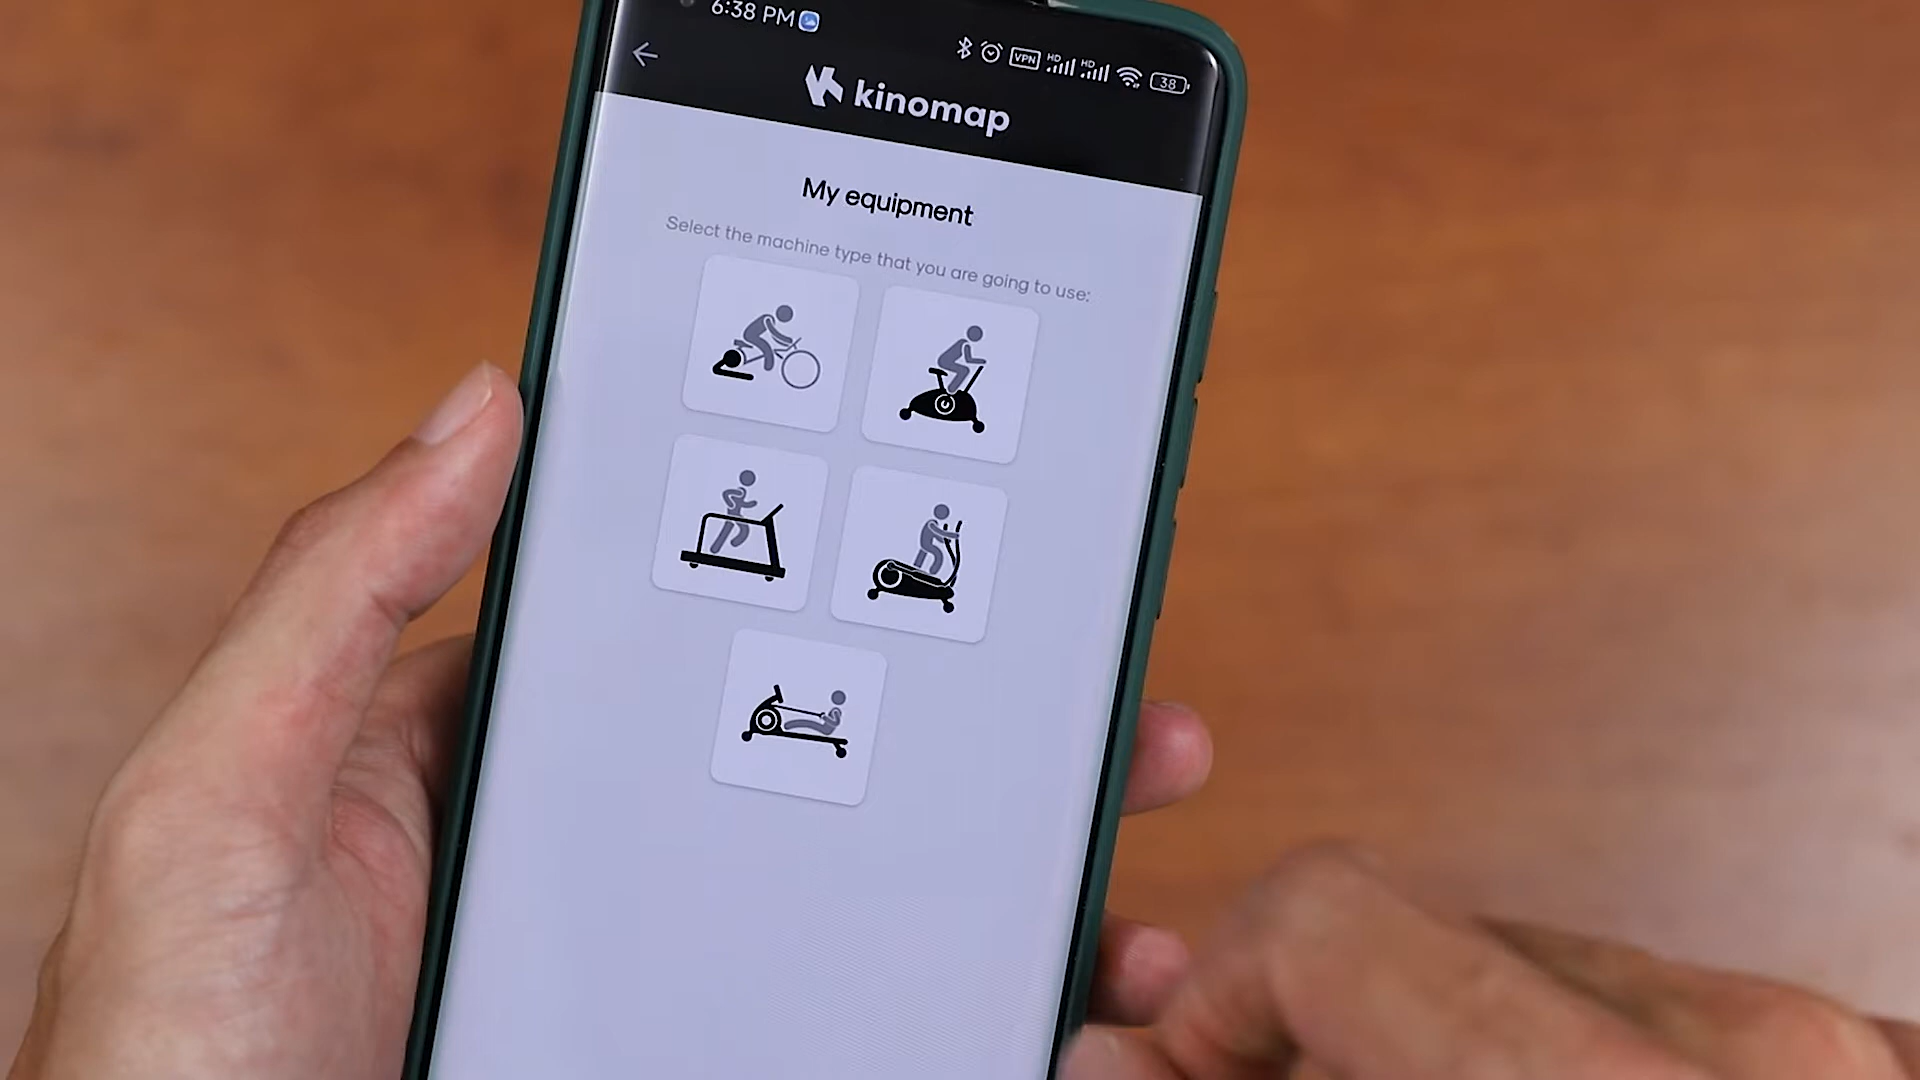 6:38 PM
VPN HD HD 38
kinomap
My equipment
Select the machine type that you are going to use: